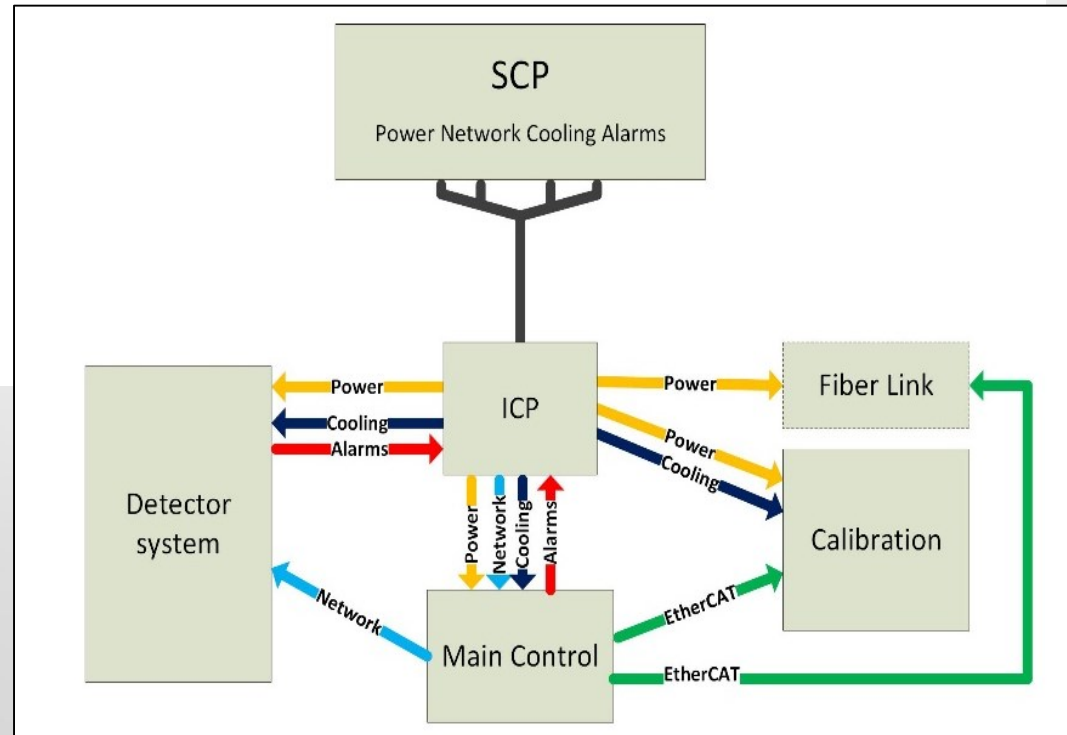 SCP
Power Network Cooling Alarms
ICP
Power
Cooling
Alarms
Power
Fiber Link
Power
Cooling
Detector
system
Power
Network
Cooling
Alarms
Calibration
Network
Main Control
EtherCAT
EtherCAT